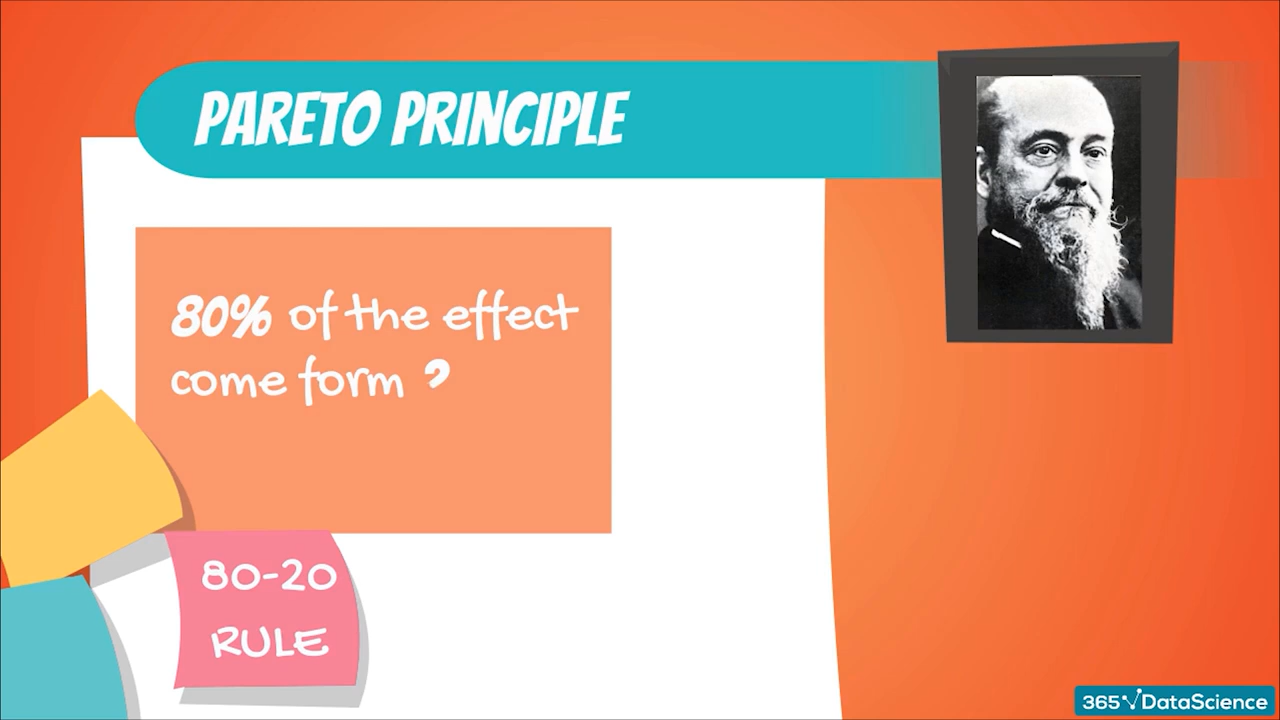 PARETO PRINCIPLE
80% of the effect
come form ?
80-20
RULE
365 DataScience